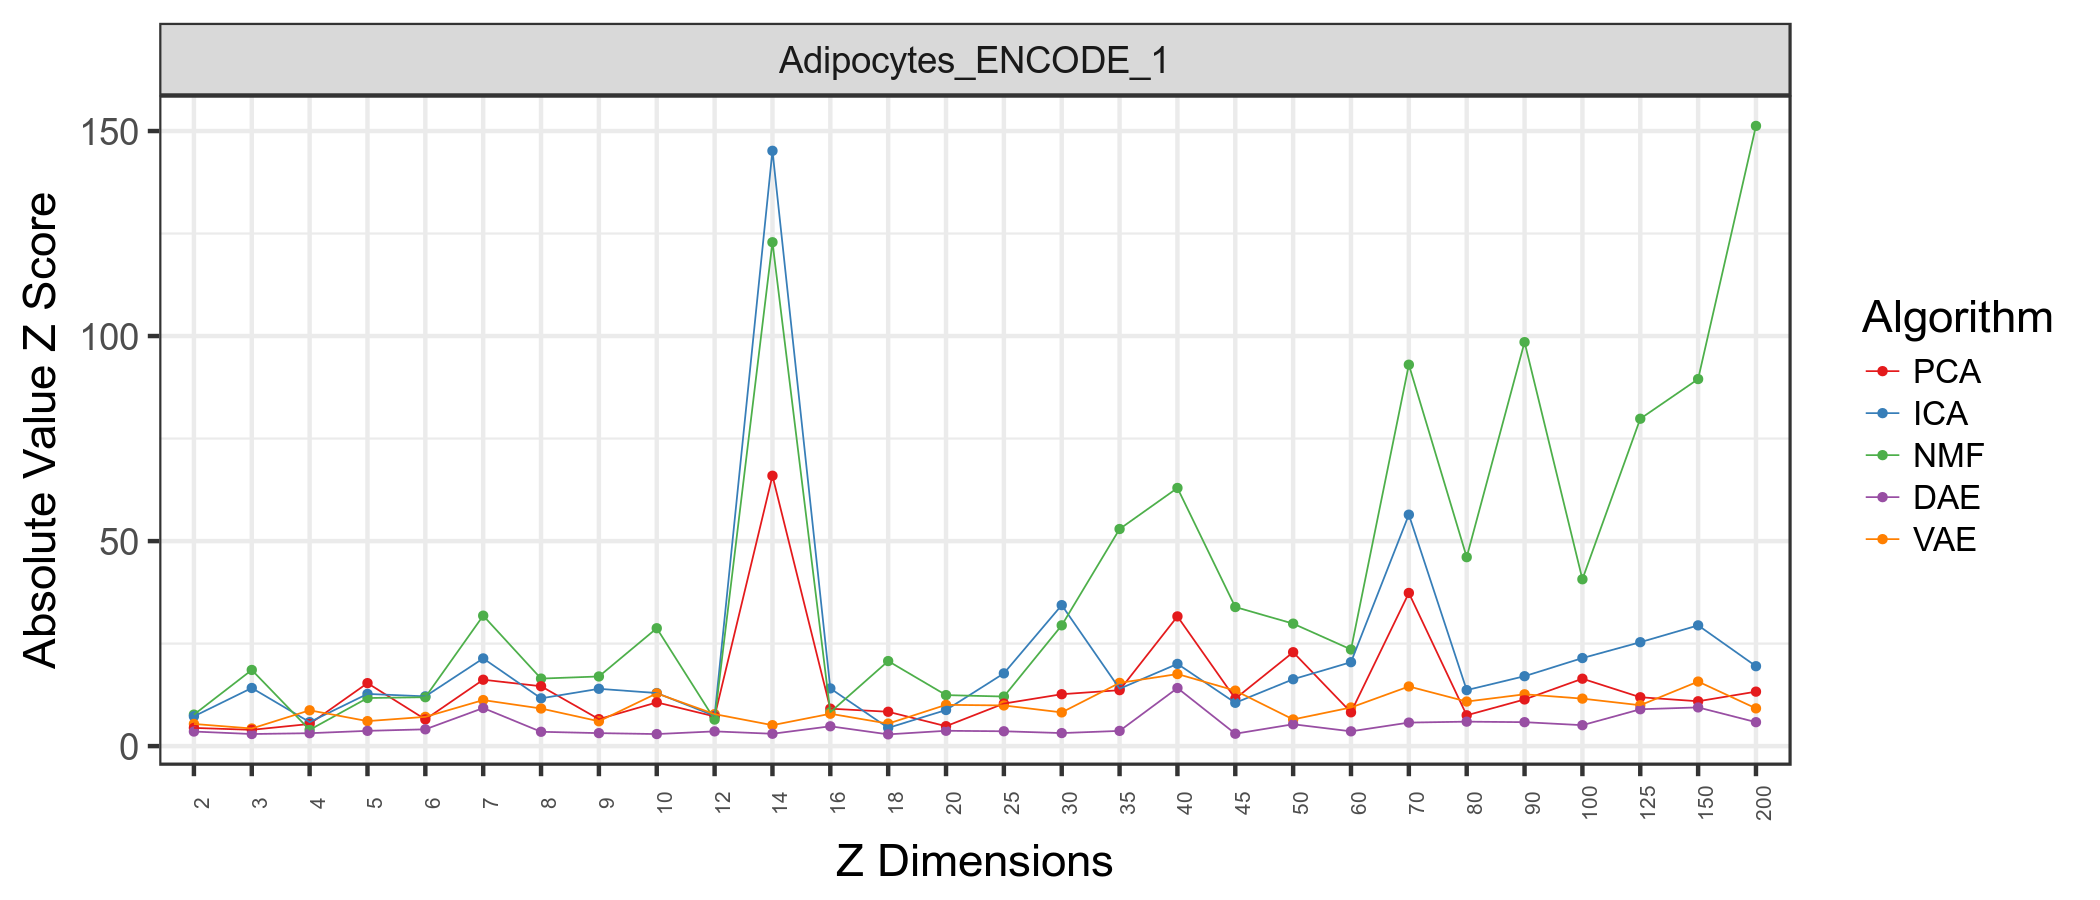 Adipocytes_ENCODE_1
Absolute Value Z Score
150
100
50
0
2 3 4 5 6 7 8 9 10 12 14 16 18 20 25 30 35 40 45 50 60 70 80 90 100 125 150 200
Z Dimensions
Algorithm
PCA
ICA
NMF
DAE
VAE